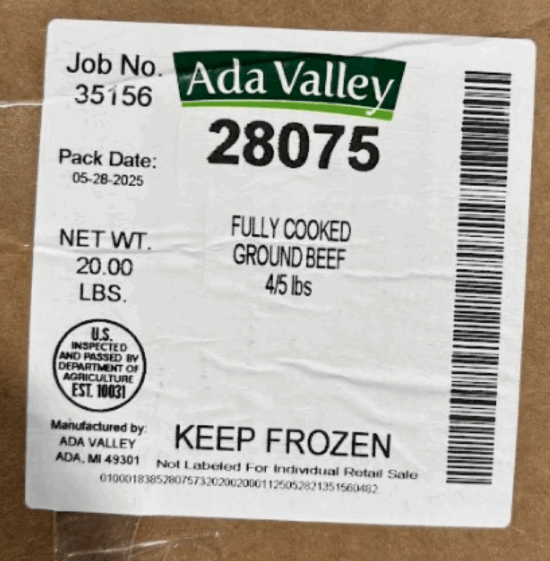 Job No.
35156
Ada Valley
28075
Pack Date:
05-28-2025
FULLY COOKED
GROUND BEEF
4/5 lbs
NET WT.
20.00
LBS.
U.S.
INSPECTED
AND PASSED BY
DEPARTMENT OF
AGRICULTURE
EST. 10031
Manufactured by:
ADA VALLEY
ADA, MI 49301
KEEP FROZEN
Not Labeled For Individual Retail Sale